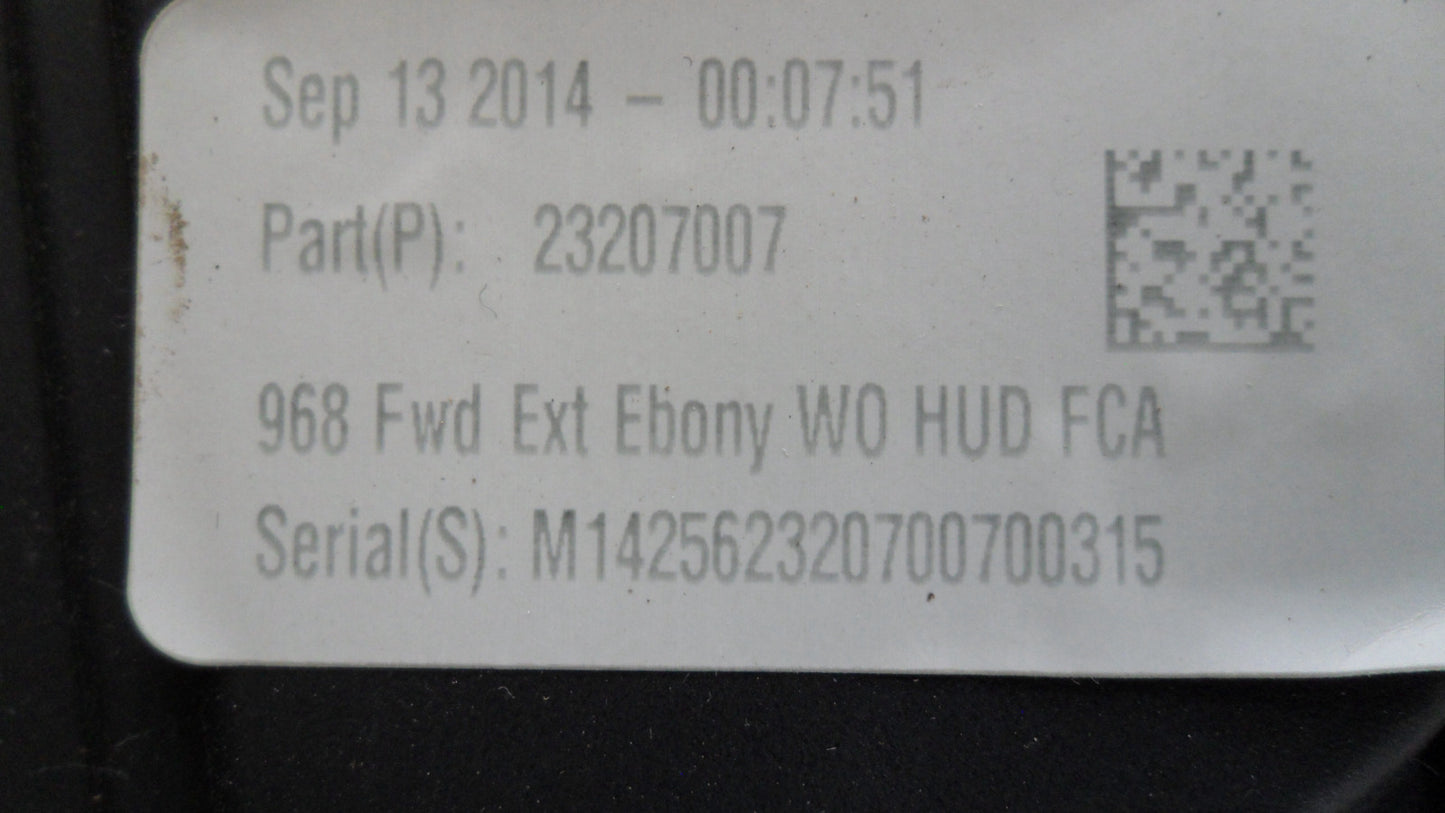 Sep 13 2014 – 00:07:51
Part(P): 23207007
968 Fwd Ext Ebony WO HUD FCA
Serial(S): M142562320700700315